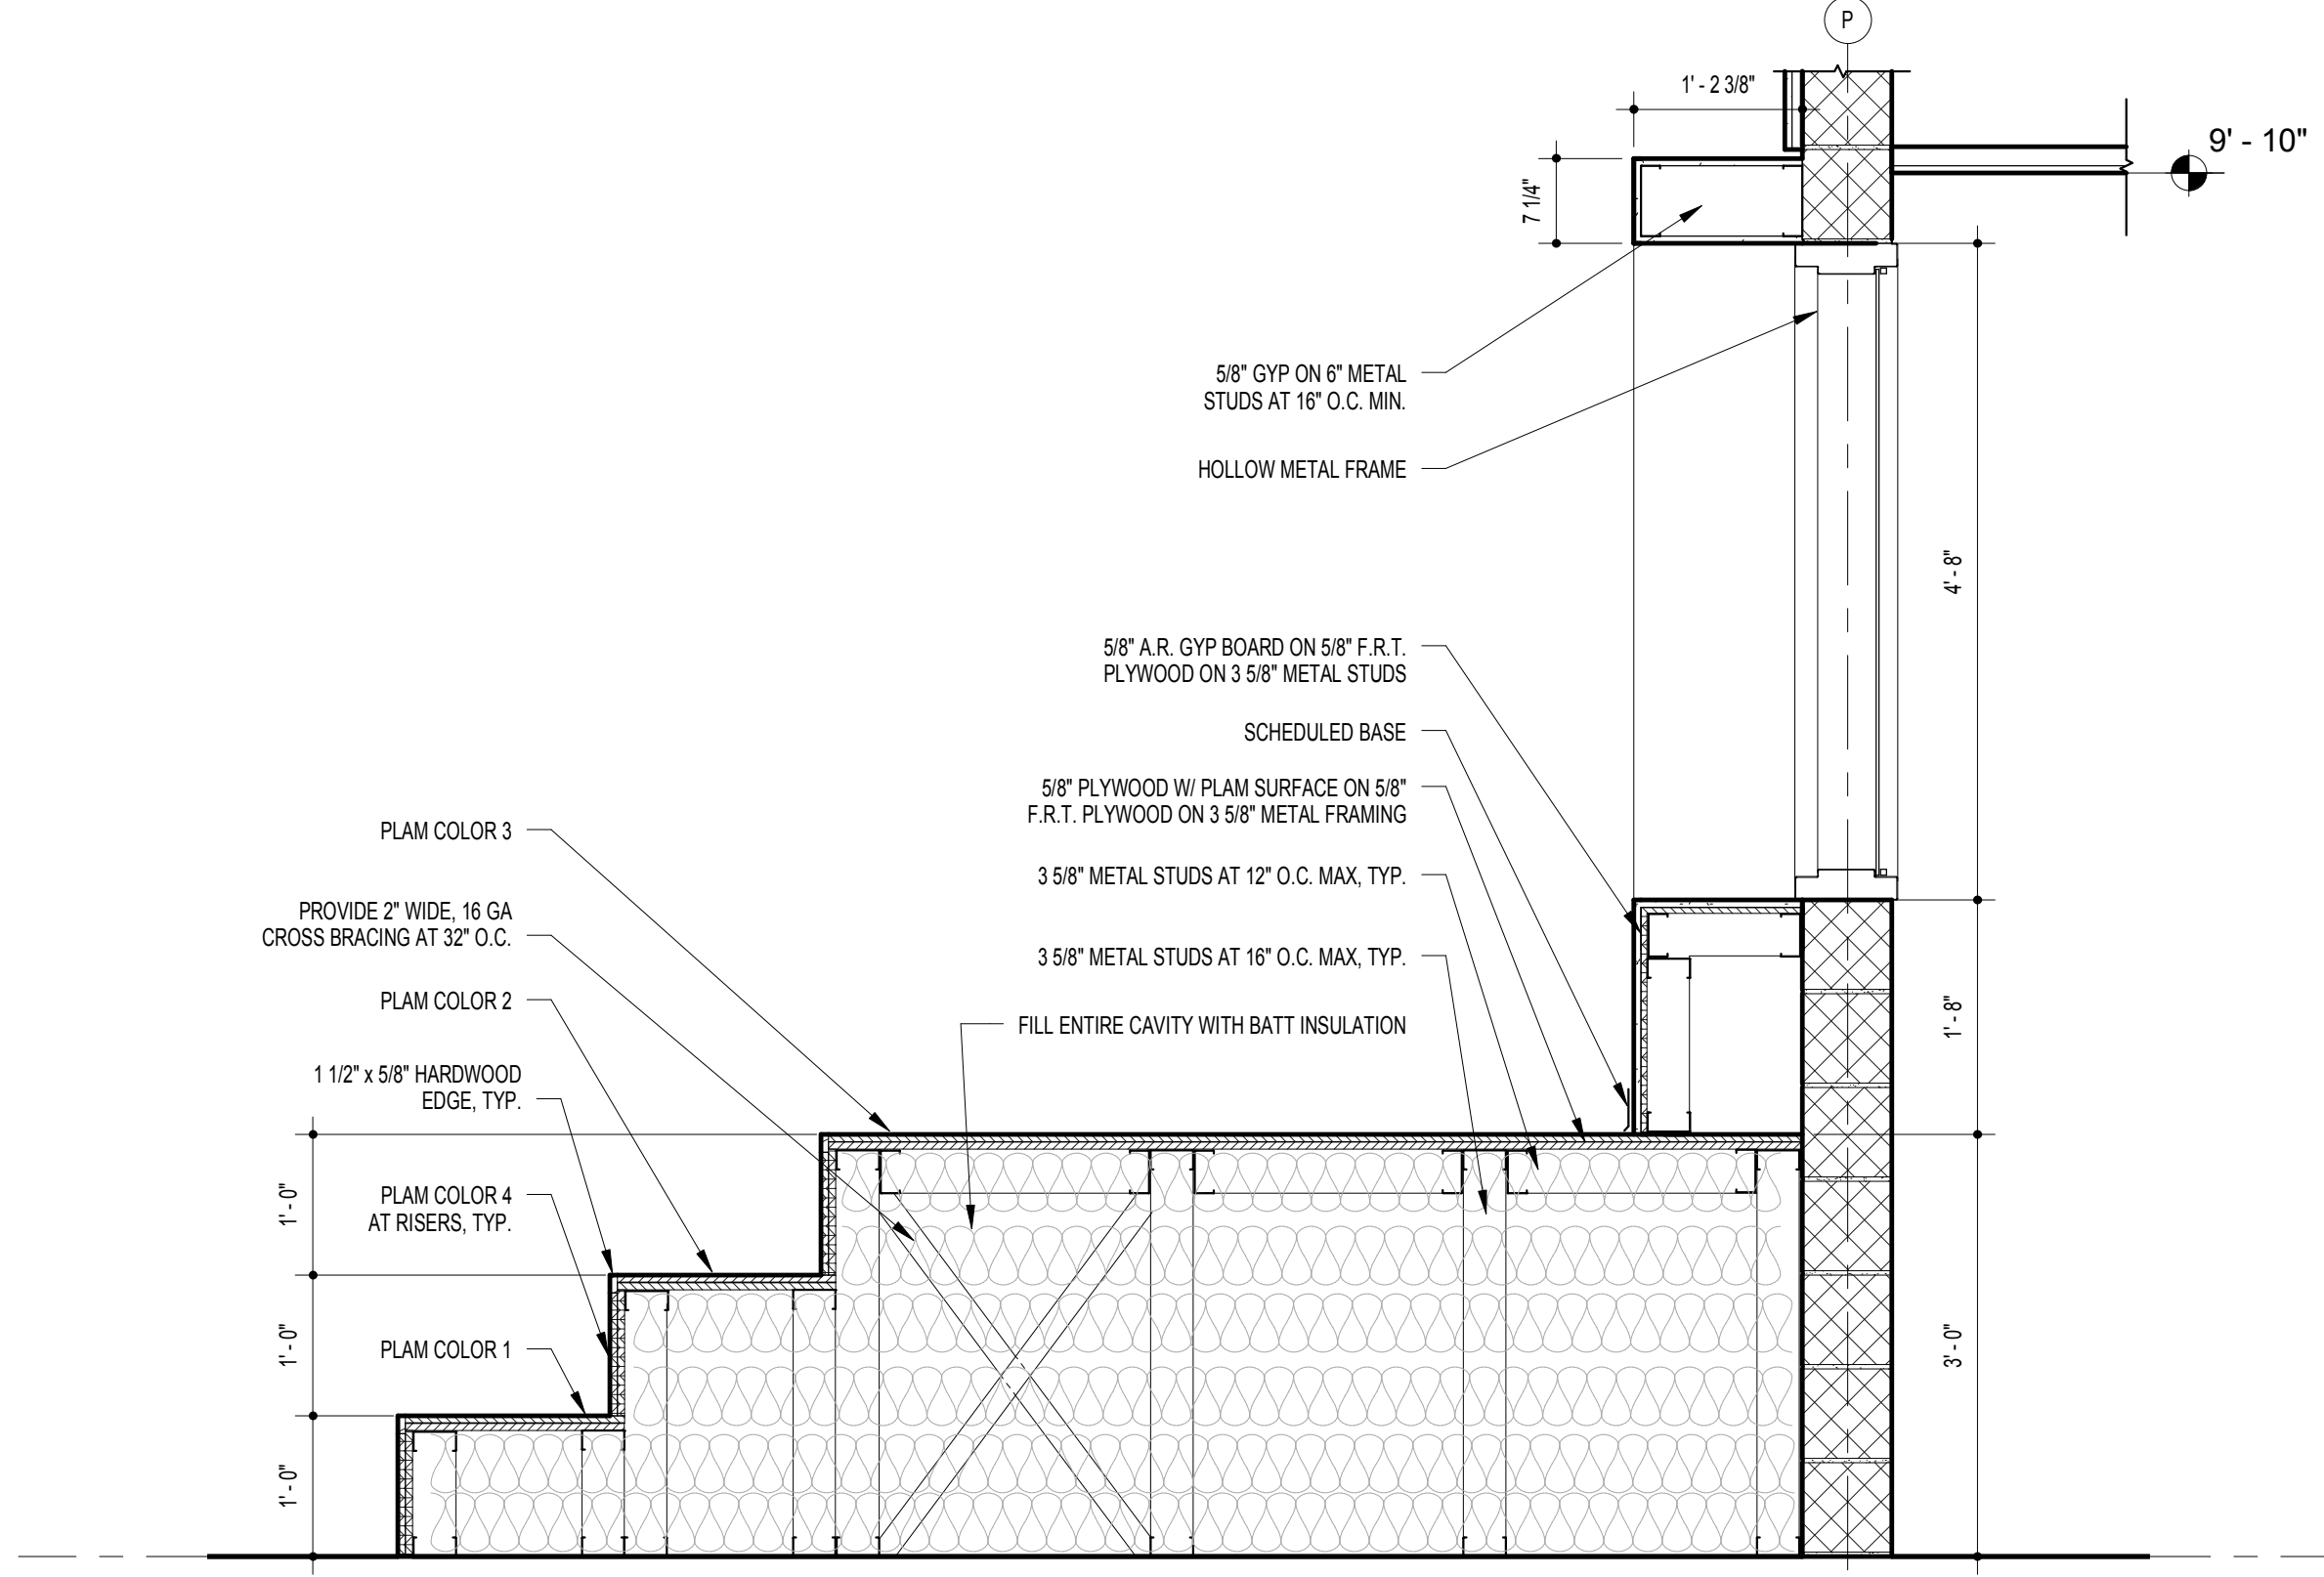 P
1' - 2 3/8"
9' - 10"
7 1/4"
5/8" GYP ON 6" METAL
STUDS AT 16" O.C. MIN.
HOLLOW METAL FRAME
4' - 8"
5/8" A.R. GYP BOARD ON 5/8" F.R.T.
PLYWOOD ON 3 5/8" METAL STUDS
SCHEDULED BASE
5/8" PLYWOOD W/ PLAM SURFACE ON 5/8"
F.R.T. PLYWOOD ON 3 5/8" METAL FRAMING
PLAM COLOR 3
3 5/8" METAL STUDS AT 12" O.C. MAX, TYP.
PROVIDE 2" WIDE, 16 GA
CROSS BRACING AT 32" O.C.
3 5/8" METAL STUDS AT 16" O.C. MAX, TYP.
PLAM COLOR 2
FILL ENTIRE CAVITY WITH BATT INSULATION
1' - 8"
1 1/2" x 5/8" HARDWOOD
EDGE, TYP.
1' - 0"
PLAM COLOR 4
AT RISERS, TYP.
1' - 0"
PLAM COLOR 1
3' - 0"
1' - 0"